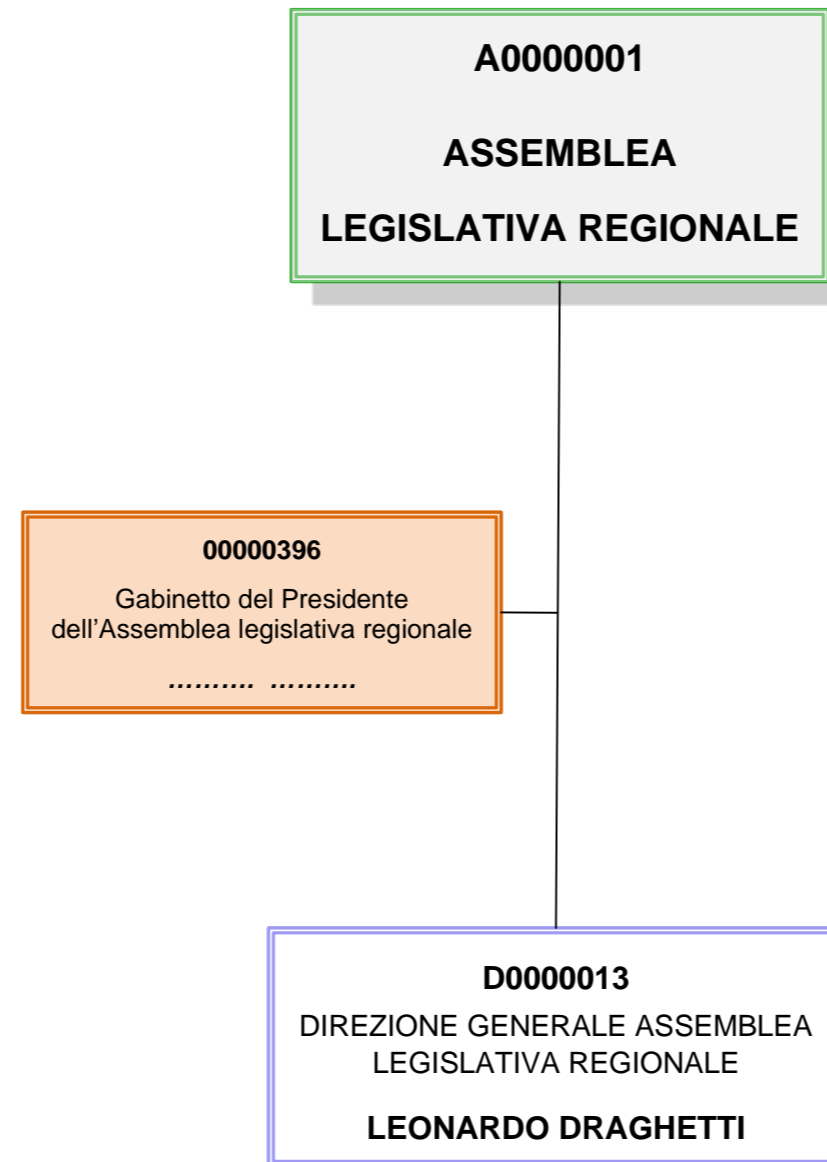 A0000001
ASSEMBLEA
LEGISLATIVA REGIONALE
00000396
Gabinetto del Presidente
dell’Assemblea legislativa regionale
………. ……….
D0000013
DIREZIONE GENERALE ASSEMBLEA
LEGISLATIVA REGIONALE
LEONARDO DRAGHETTI